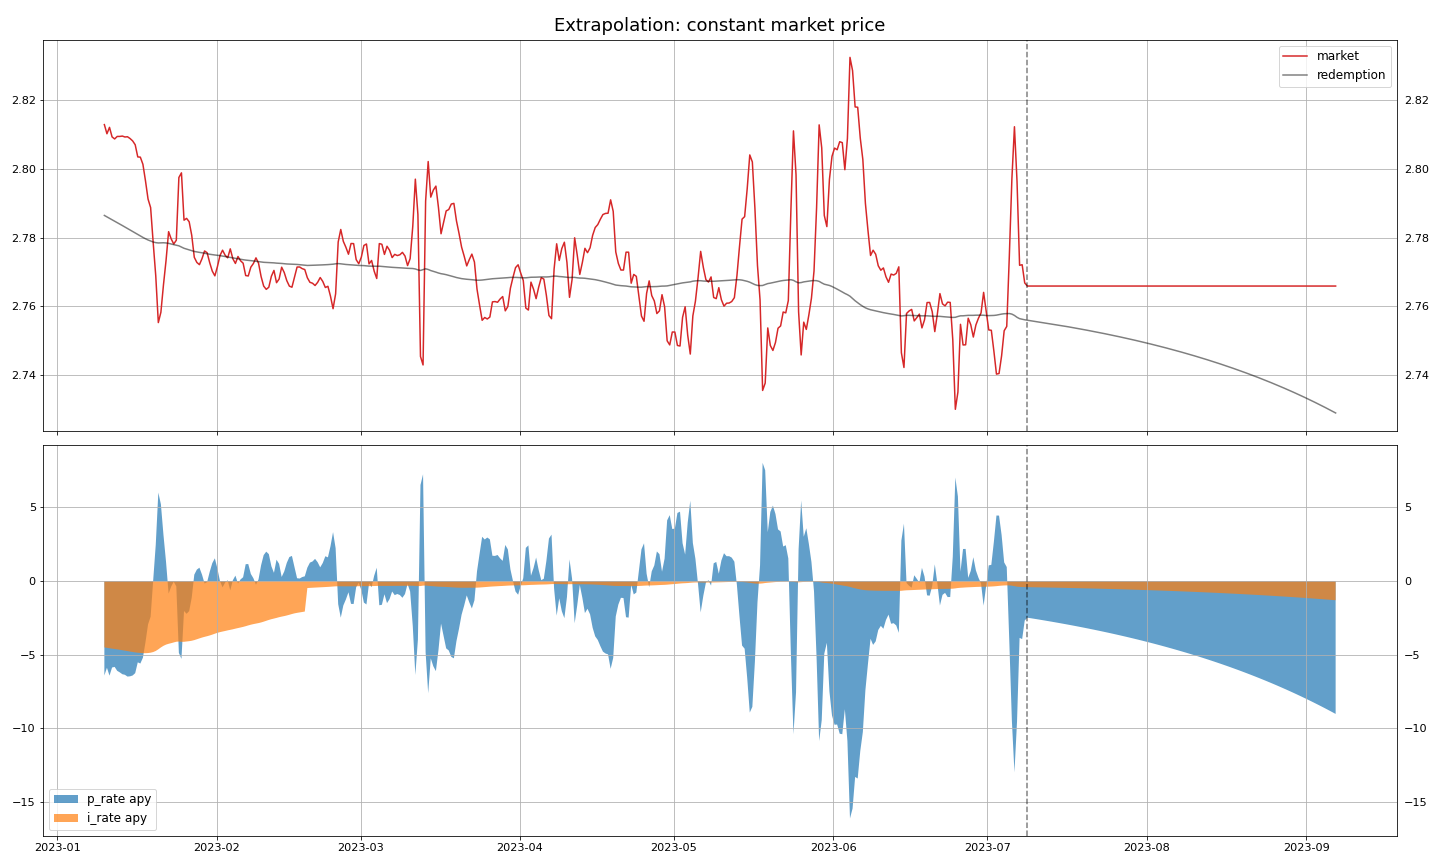 Extrapolation: constant market price
market
redemption
2.82 2.82
2.80 2.80
2.78 2.78
2.76 2.76
2.74 2.74
5 5
0 0
−5 −5
−10 −10
−15 −15
p_rate apy
i_rate apy
2023-01 2023-02 2023-03 2023-04 2023-05 2023-06 2023-07 2023-08 2023-09